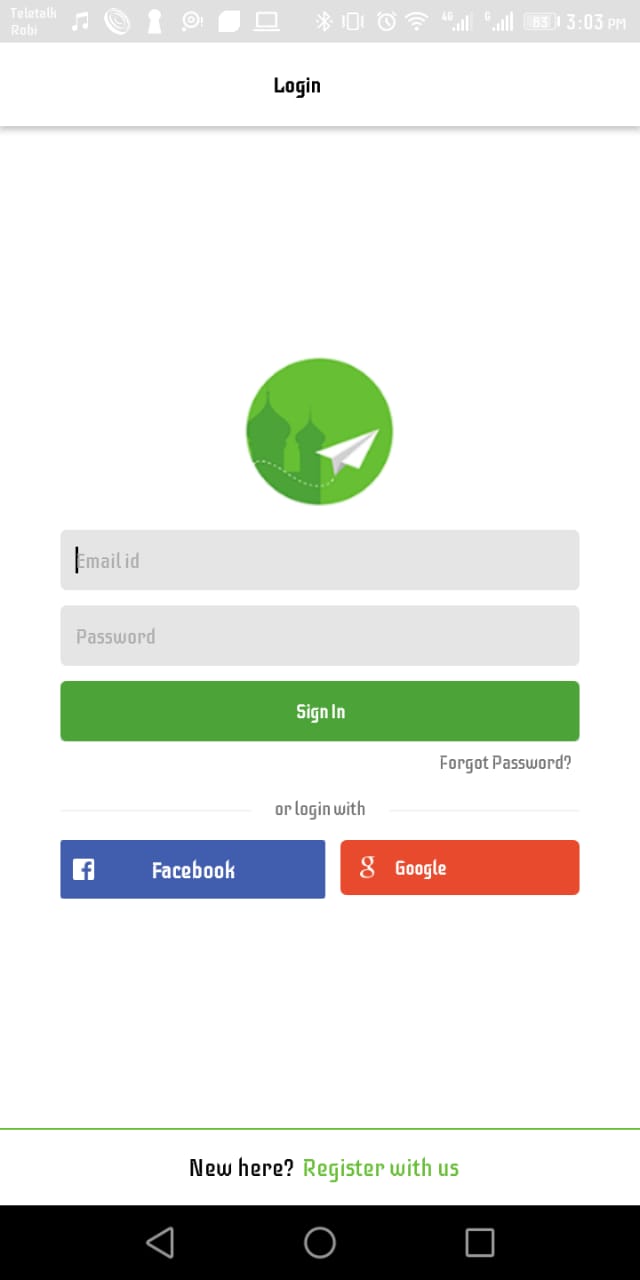 Teletalk
Robi
4G
G
83
3:03 PM
Login
Email id
Password
Sign In
Forgot Password?
or login with
Facebook
Google
New here? Register with us